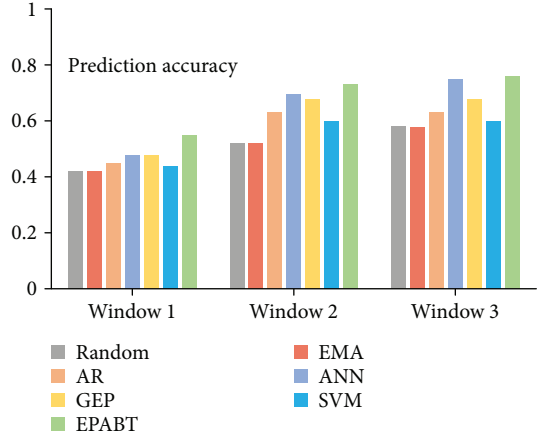 1
0.8
Prediction accuracy
0.6
0.4
0.2
0
Window 1 Window 2 Window 3
Random EMA
AR ANN
GEP SVM
EPABT